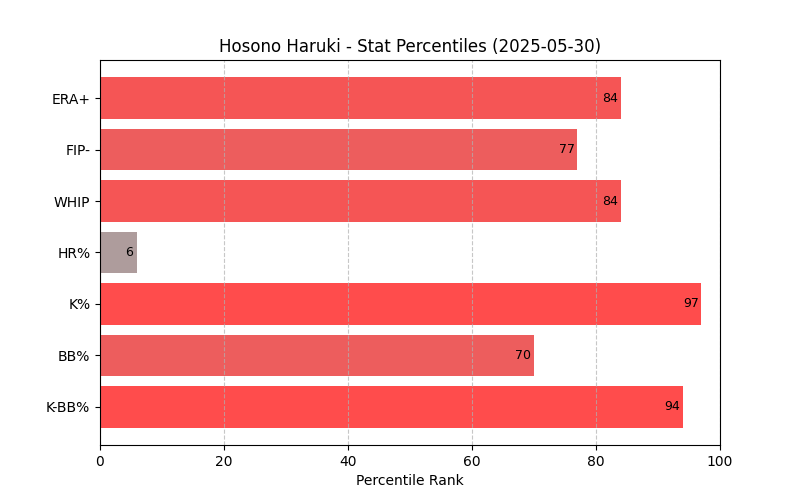 Hosono Haruki - Stat Percentiles (2025-05-30)
ERA+ 84
FIP- 77
WHIP 84
HR% 6
K% 97
BB% 70
K-BB% 94
0 20 40 60 80 100
Percentile Rank